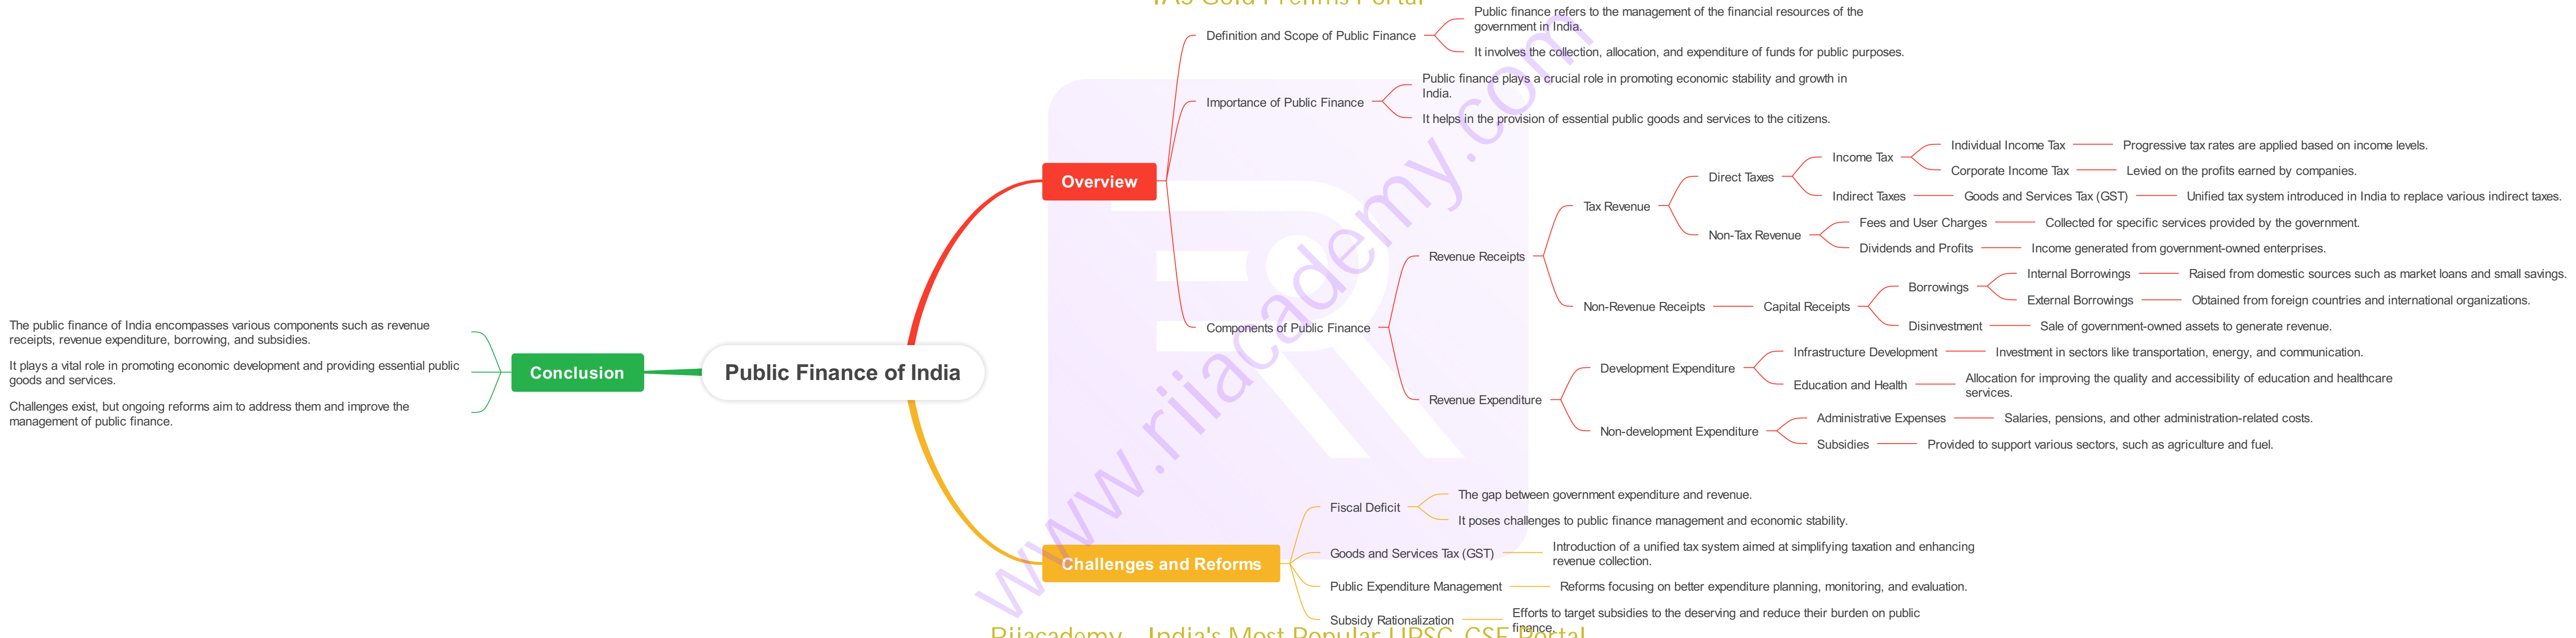 IAS Gold Prelims Portal
Public finance refers to the management of the financial resources of the
government in India.
Definition and Scope of Public Finance
It involves the collection, allocation, and expenditure of funds for public purposes.
Public finance plays a crucial role in promoting economic stability and growth in
India.
Importance of Public Finance
It helps in the provision of essential public goods and services to the citizens.
Overview
Individual Income Tax
Progressive tax rates are applied based on income levels.
Income Tax
Corporate Income Tax
Levied on the profits earned by companies.
Direct Taxes
Indirect Taxes
Goods and Services Tax (GST)
Unified tax system introduced in India to replace various indirect taxes.
Tax Revenue
Fees and User Charges
Collected for specific services provided by the government.
Non-Tax Revenue
Dividends and Profits
Income generated from government-owned enterprises.
Revenue Receipts
Internal Borrowings
Raised from domestic sources such as market loans and small savings.
Borrowings
External Borrowings
Obtained from foreign countries and international organizations.
Non-Revenue Receipts
Capital Receipts
Disinvestment
Sale of government-owned assets to generate revenue.
Components of Public Finance
Infrastructure Development
Investment in sectors like transportation, energy, and communication.
Development Expenditure
Education and Health
Allocation for improving the quality and accessibility of education and healthcare
services.
Revenue Expenditure
Administrative Expenses
Salaries, pensions, and other administration-related costs.
Non-development Expenditure
Subsidies
Provided to support various sectors, such as agriculture and fuel.
The public finance of India encompasses various components such as revenue
receipts, revenue expenditure, borrowing, and subsidies.
It plays a vital role in promoting economic development and providing essential public
goods and services.
Challenges exist, but ongoing reforms aim to address them and improve the
management of public finance.
Conclusion
Public Finance of India
Challenges and Reforms
Fiscal Deficit
The gap between government expenditure and revenue.
It poses challenges to public finance management and economic stability.
Goods and Services Tax (GST)
Introduction of a unified tax system aimed at simplifying taxation and enhancing
revenue collection.
Public Expenditure Management
Reforms focusing on better expenditure planning, monitoring, and evaluation.
Subsidy Rationalization
Efforts to target subsidies to the deserving and reduce their burden on public
finance.
www.rijacademy.com
Rijacademy - India's Most Popular UPSC-CSE Portal